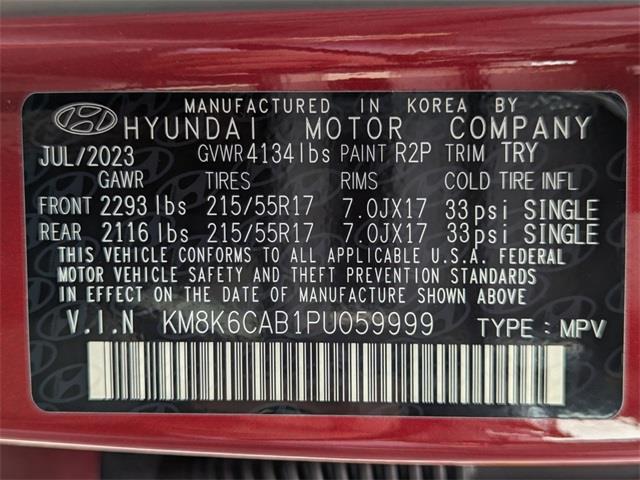 MANUFACTURED IN KOREA BY
HYUNDAI MOTOR COMPANY
JUL/2023 GVWR 4134 lbs PAINT R2P TRIM TRY
GAWR TIRES RIMS COLD TIRE INFL
FRONT 2293 lbs 215/55R17 7.0JX17 33 psi SINGLE
REAR 2116 lbs 215/55R17 7.0JX17 33 psi SINGLE
THIS VEHICLE CONFORMS TO ALL APPLICABLE U.S.A. FEDERAL
MOTOR VEHICLE SAFETY AND THEFT PREVENTION STANDARDS
IN EFFECT ON THE DATE OF MANUFACTURE SHOWN ABOVE
V.I.N KM8K6CAB1PU059999 TYPE : MPV